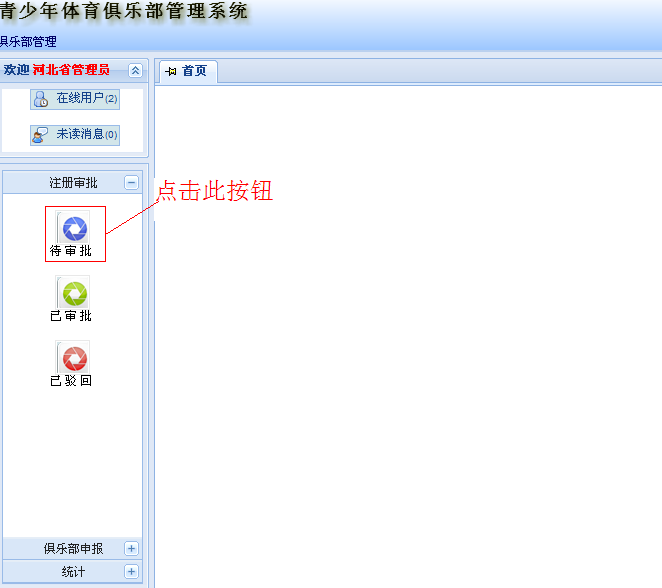 青少年体育俱乐部管理系统
俱乐部管理
欢迎 河北省管理员
首页
在线用户(2)
未读消息(0)
注册审批
点击此按钮
待审批
已审批
已驳回
俱乐部申报
统计